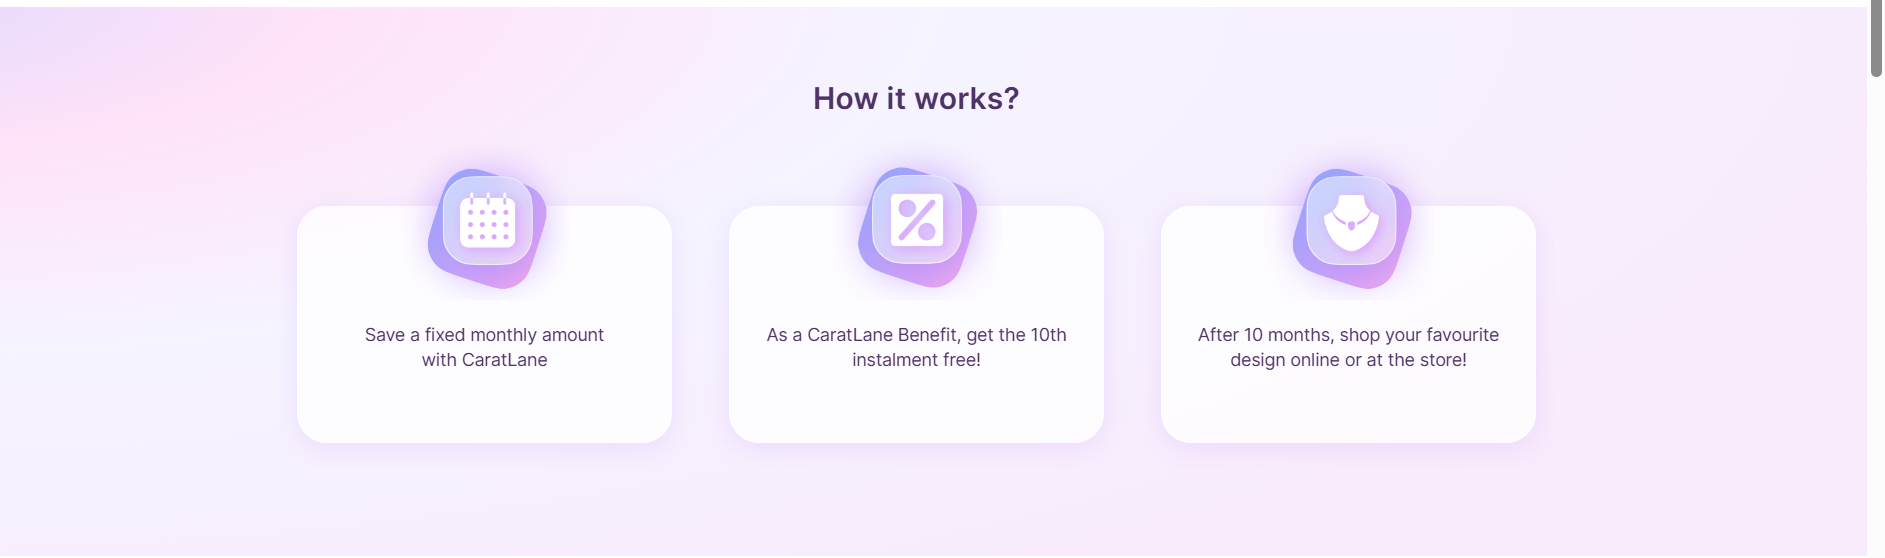 How it works?
Save a fixed monthly amount
with CaratLane
As a CaratLane Benefit, get the 10th
instalment free!
After 10 months, shop your favourite
design online or at the store!